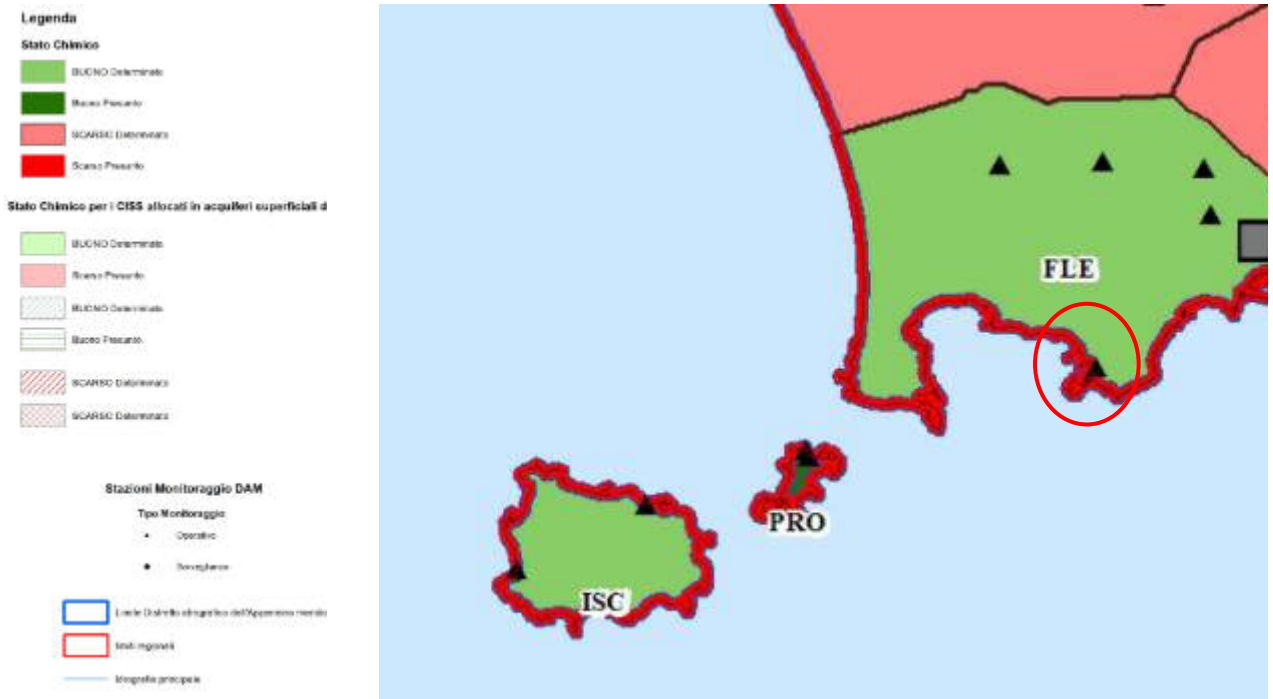 Legenda
Stato Chimico
BUONO Determinato
Buono Presunto
SCARSO Determinato
Scarso Presunto
Stato Chimico per i CISS allocati in acquiferi superficiali d
BUONO Determinato
Scarso Presunto
BUONO Determinato
Buono Presunto
SCARSO Determinato
SCARSO Determinato
Stazioni Monitoraggio DAM
Tipo Monitoraggio
Operativo
Sorveglianza
Limite Distretto idrografico dell'Appennino meridio
limiti regionali
Idrografia principale
FLE
PRO
ISC